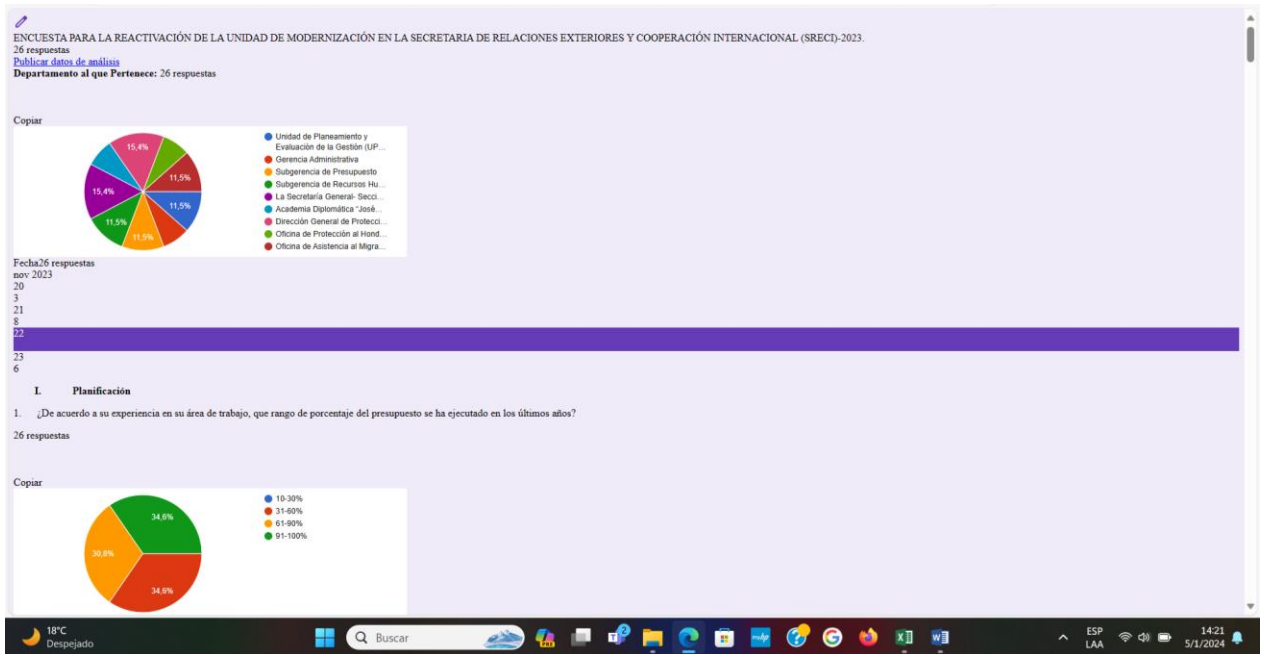 ENCUESTA PARA LA REACTIVACIÓN DE LA UNIDAD DE MODERNIZACIÓN EN LA SECRETARIA DE RELACIONES EXTERIORES Y COOPERACIÓN INTERNACIONAL (SRECI)-2023.
26 respuestas
Publicar datos de análisis
Departamento al que Pertenece: 26 respuestas
Copiar
15,4%
11,5%
15,4%
11,5%
11,5%
11,5%
Unidad de Planeamiento y
Evaluación de la Gestión (UP...
Gerencia Administrativa
Subgerencia de Presupuesto
Subgerencia de Recursos Hu...
La Secretaría General- Secci...
Academia Diplomática "José...
Dirección General de Protecci...
Oficina de Protección al Hond...
Oficina de Asistencia al Migra...
Fecha26 respuestas
nov 2023
20
3
21
8
22
23
6
I. Planificación
1. ¿De acuerdo a su experiencia en su área de trabajo, que rango de porcentaje del presupuesto se ha ejecutado en los últimos años?
26 respuestas
Copiar
34,6%
30,8%
34,6%
10-30%
31-60%
61-90%
91-100%
18°C
Despejado
Buscar
2
ESP
LAA
14:21
5/1/2024